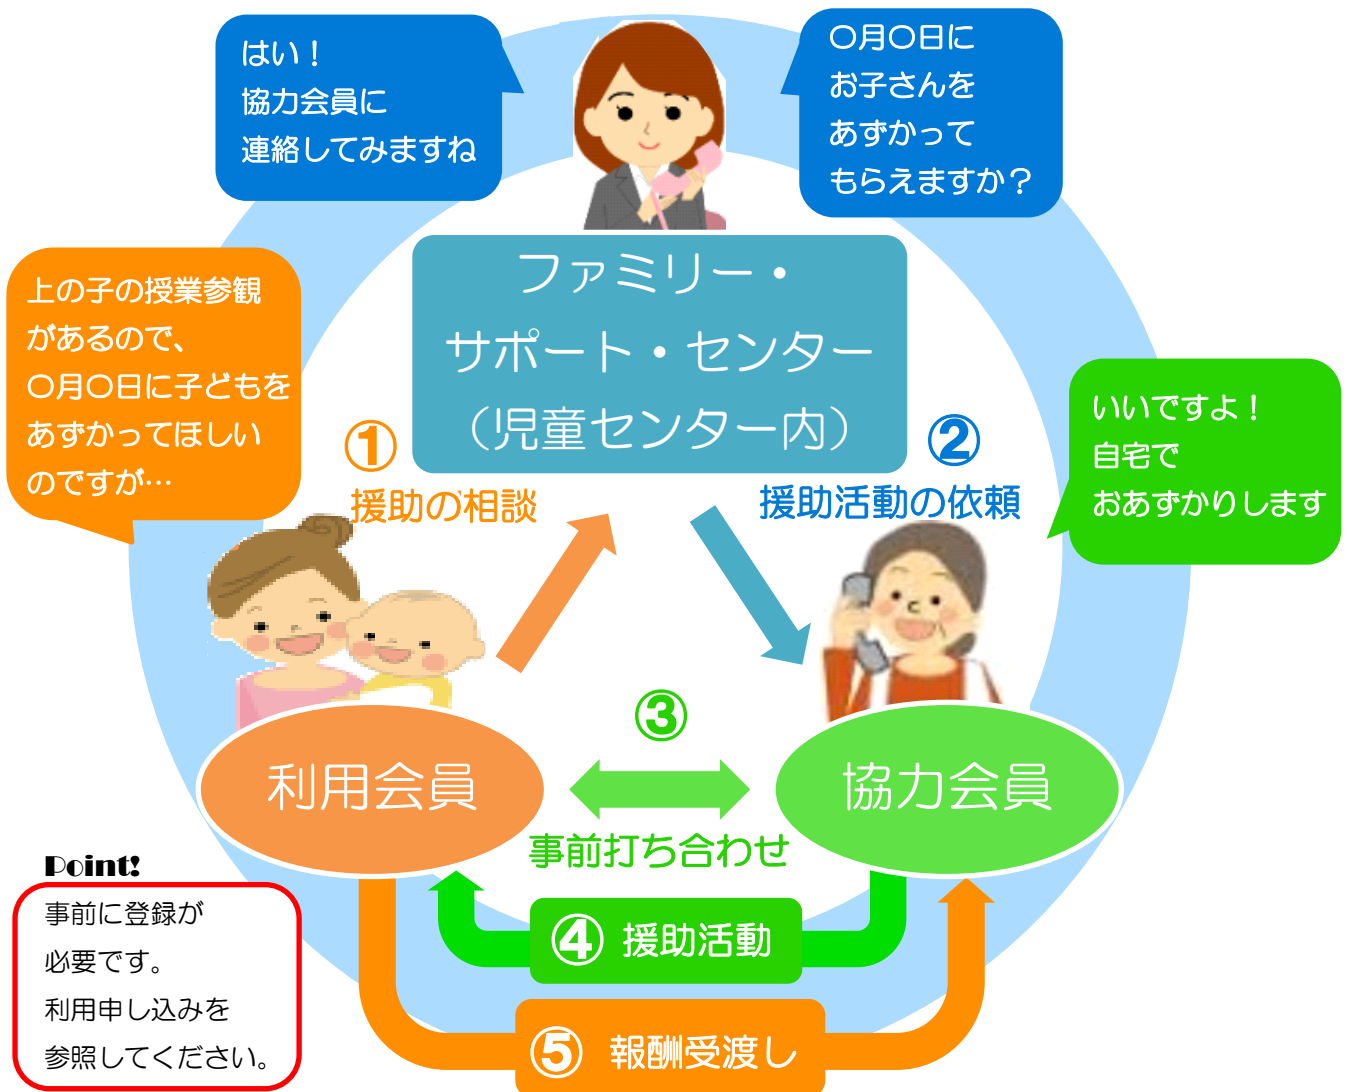 はい！
協力会員に
連絡してみますね
〇月〇日に
お子さんを
あずかって
もらえますか？
ファミリー・
サポート・センター
（児童センター内）
上の子の授業参観
があるので、
〇月〇日に子どもを
あずかってほしい
のですが…
①
援助の相談
②
援助活動の依頼
いいですよ！
自宅で
おあずかりします
利用会員
③
事前打ち合わせ
協力会員
④ 援助活動
⑤ 報酬受渡し
Point!
事前に登録が
必要です。
利用申し込みを
参照してください。